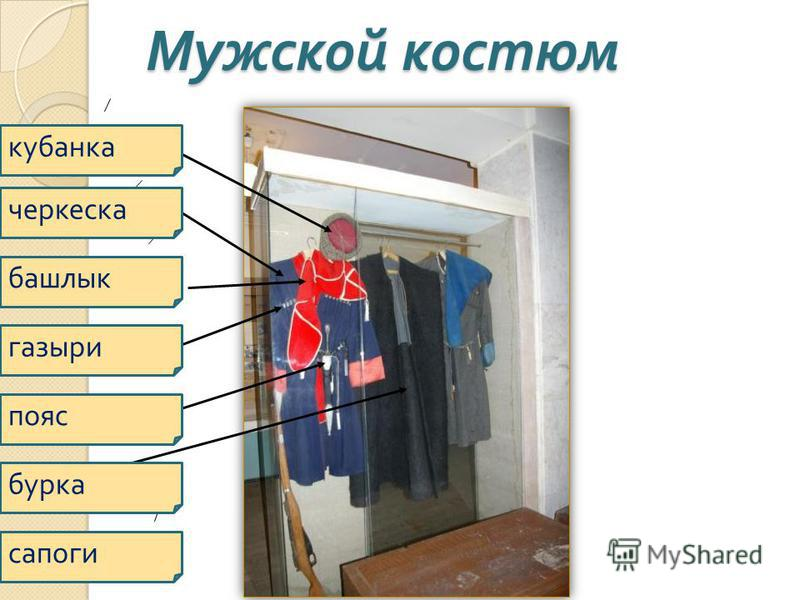 Мужской костюм
кубанка
черкеска
башлык
газыри
пояс
бурка
сапоги
MyShared